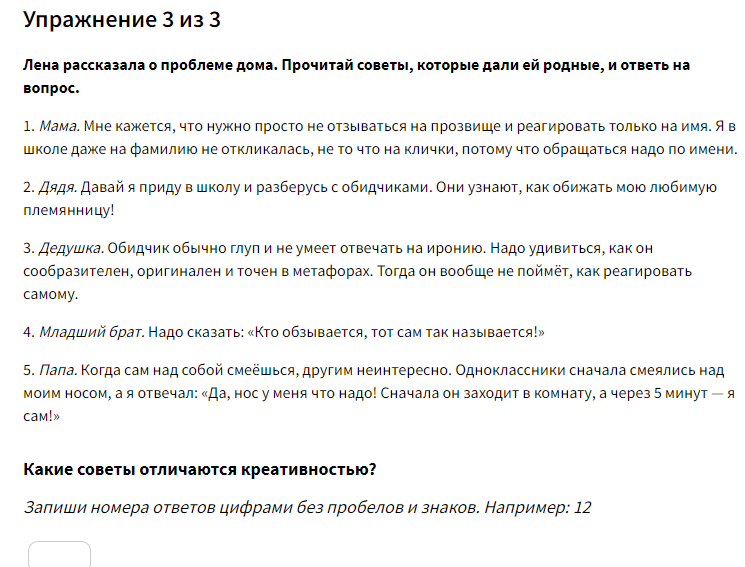 Упражнение 3 из 3
Лена рассказала о проблеме дома. Прочитай советы, которые дали ей родные, и ответь на
вопрос.
1. Мама. Мне кажется, что нужно просто не отзываться на прозвище и реагировать только на имя. Я в
школе даже на фамилию не откликалась, не то что на клички, потому что обращаться надо по имени.
2. Дядя. Давай я приду в школу и разберусь с обидчиками. Они узнают, как обижать мою любимую
племянницу!
3. Дедушка. Обидчик обычно глуп и не умеет отвечать на иронию. Надо удивиться, как он
сообразителен, оригинален и точен в метафорах. Тогда он вообще не поймёт, как реагировать
самому.
4. Младший брат. Надо сказать: «Кто обзывается, тот сам так называется!»
5. Папа. Когда сам над собой смеёшься, другим неинтересно. Одноклассники сначала смеялись над
моим носом, а я отвечал: «Да, нос у меня что надо! Сначала он заходит в комнату, а через 5 минут — я
сам!»
Какие советы отличаются креативностью?
Запиши номера ответов цифрами без пробелов и знаков. Например: 12